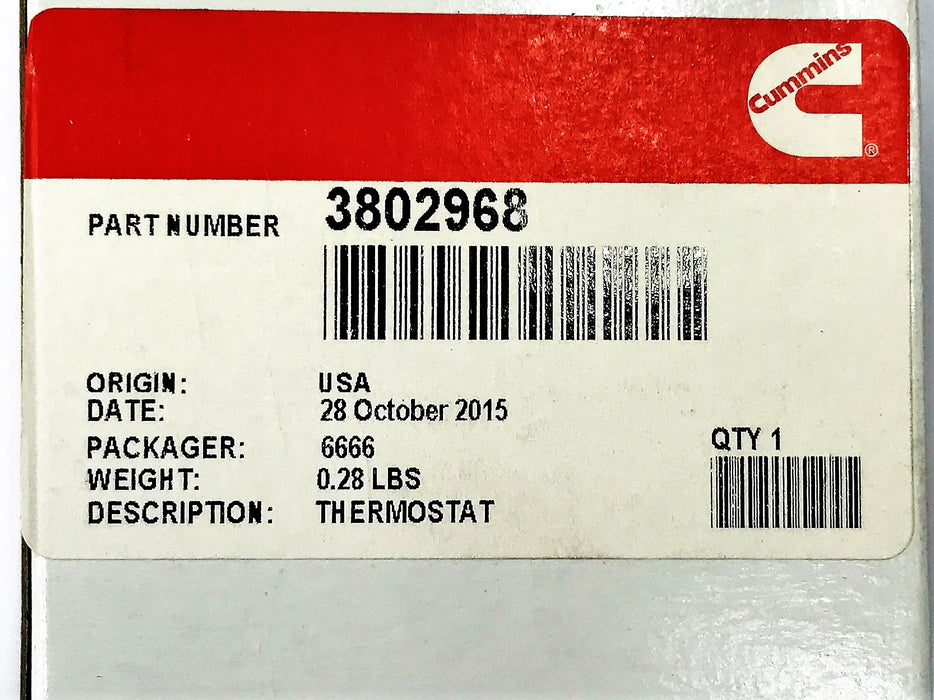 Cummins
®
PART NUMBER 3802968
ORIGIN: USA
DATE: 28 October 2015
PACKAGER: 6666
WEIGHT: 0.28 LBS
DESCRIPTION: THERMOSTAT
QTY 1